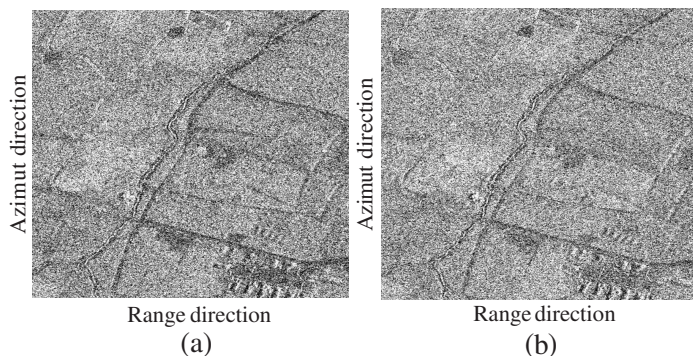 Azimut direction
Range direction
(a)
Azimut direction
Range direction
(b)